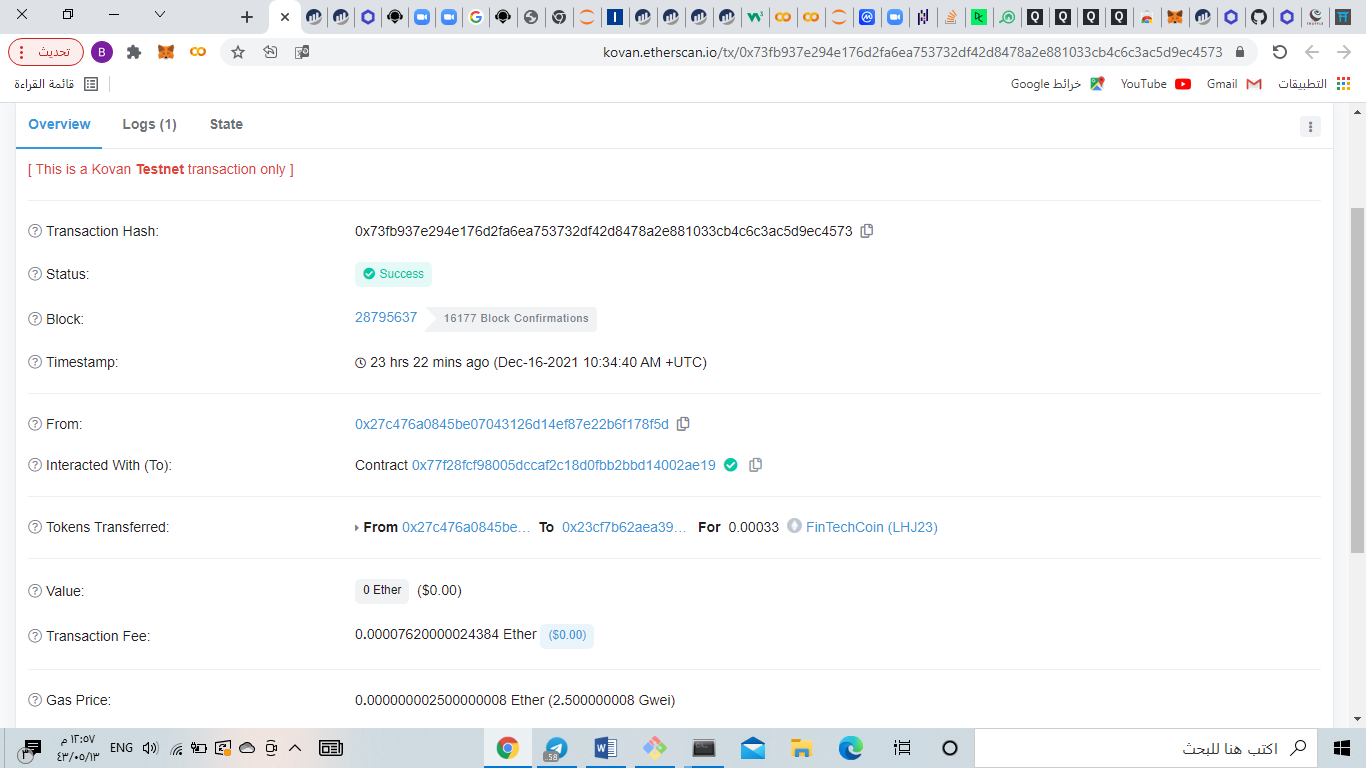 تحديث
B
kovan.etherscan.io/tx/0x73fb937e294e176d2fa6ea753732df42d8478a2e881033cb4c6c3ac5d9ec4573
قائمة القراءة
خرائط Google
YouTube
Gmail
التطبيقات
Overview Logs (1) State
[ This is a Kovan Testnet transaction only ]
Transaction Hash: 0x73fb937e294e176d2fa6ea753732df42d8478a2e881033cb4c6c3ac5d9ec4573
Status: Success
Block: 28795637 16177 Block Confirmations
Timestamp: 23 hrs 22 mins ago (Dec-16-2021 10:34:40 AM +UTC)
From: 0x27c476a0845be07043126d14ef87e22b6f178f5d
Interacted With (To): Contract 0x77f28fcf98005dccaf2c18d0fbb2bbd14002ae19
Tokens Transferred: From 0x27c476a0845be... To 0x23cf7b62aea39... For 0.00033 FinTechCoin (LHJ23)
Value: 0 Ether ($0.00)
Transaction Fee: 0.00007620000024384 Ether ($0.00)
Gas Price: 0.000000002500000008 Ether (2.500000008 Gwei)
١٢:٥٧ م
٤٣/٠٥/١٣
ENG
.58
اكتب هنا للبحث